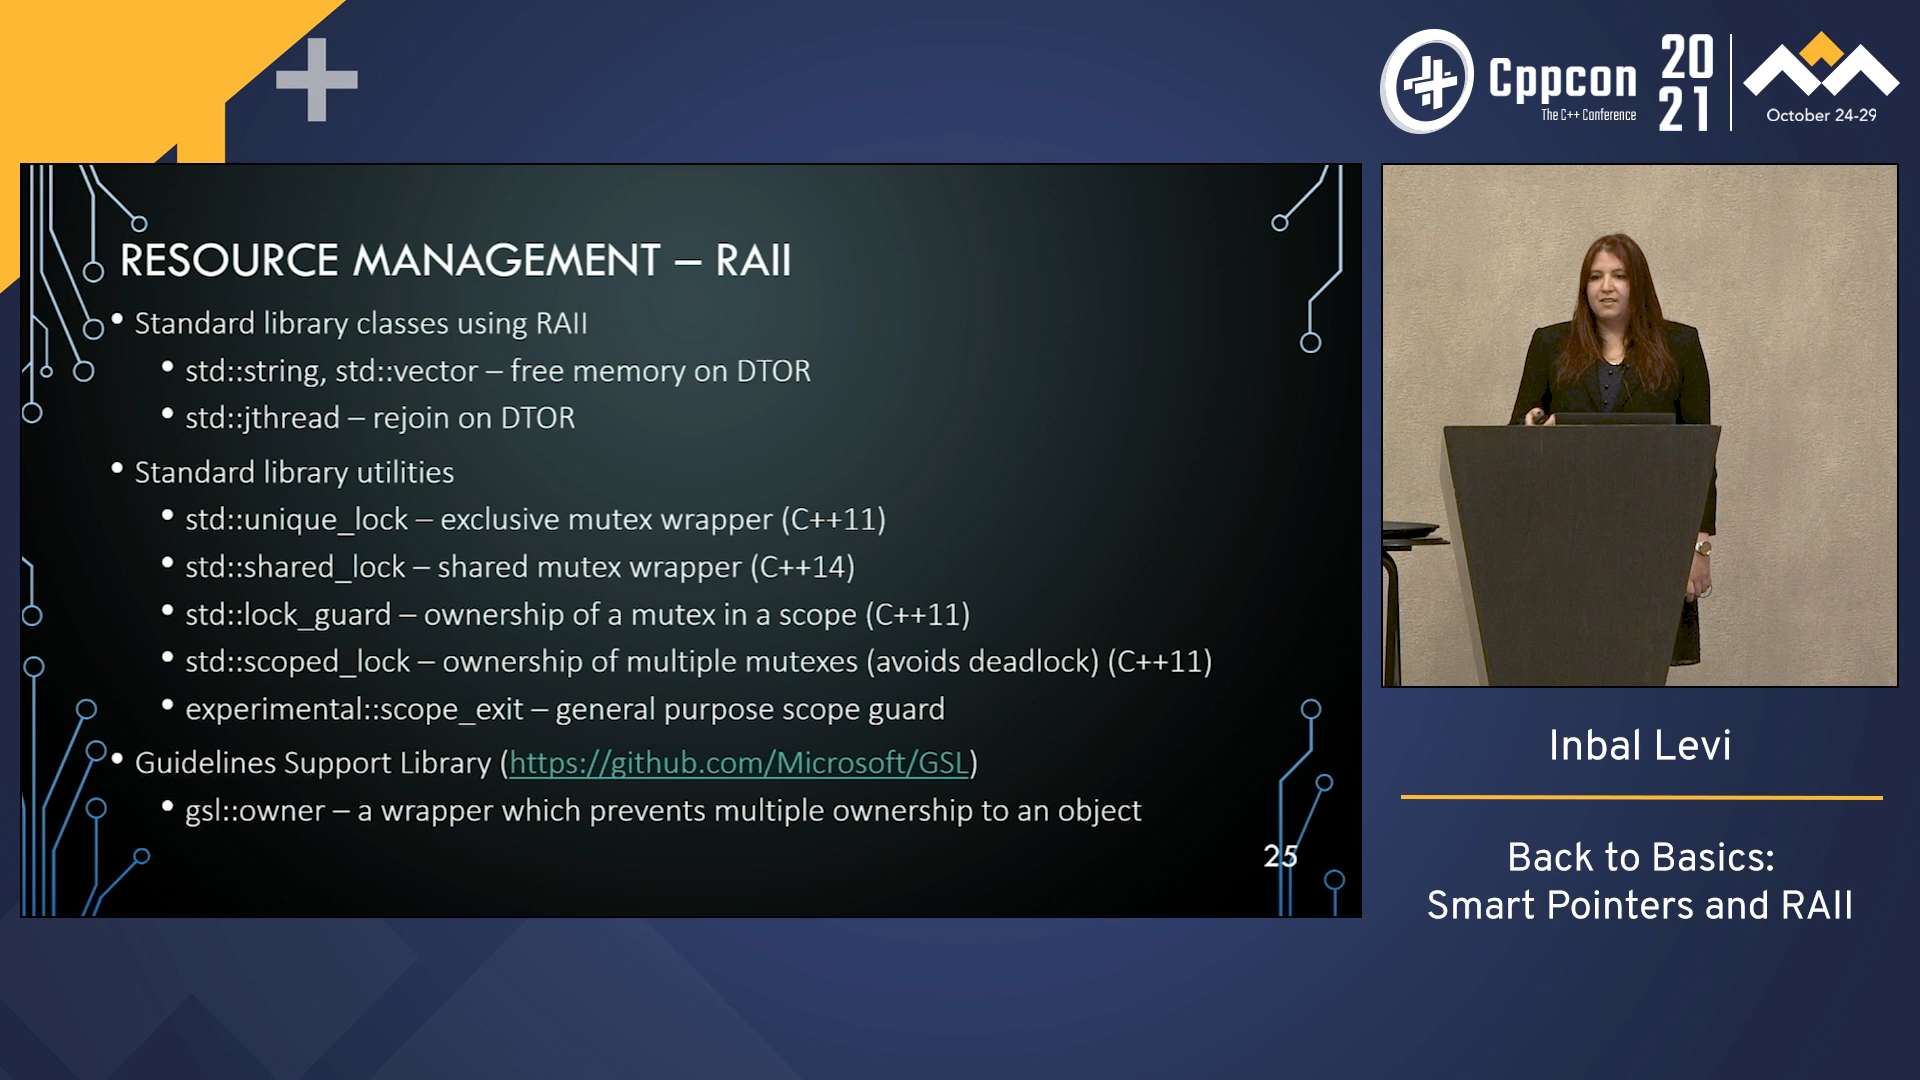 Cppcon
The C++ Conference
20
21
October 24-29
RESOURCE MANAGEMENT – RAII
• Standard library classes using RAII
• std::string, std::vector – free memory on DTOR
• std::jthread – rejoin on DTOR
• Standard library utilities
• std::unique_lock – exclusive mutex wrapper (C++11)
• std::shared_lock – shared mutex wrapper (C++14)
• std::lock_guard – ownership of a mutex in a scope (C++11)
• std::scoped_lock – ownership of multiple mutexes (avoids deadlock) (C++11)
• experimental::scope_exit – general purpose scope guard
• Guidelines Support Library (https://github.com/Microsoft/GSL)
• gsl::owner – a wrapper which prevents multiple ownership to an object
25
Inbal Levi
Back to Basics:
Smart Pointers and RAII